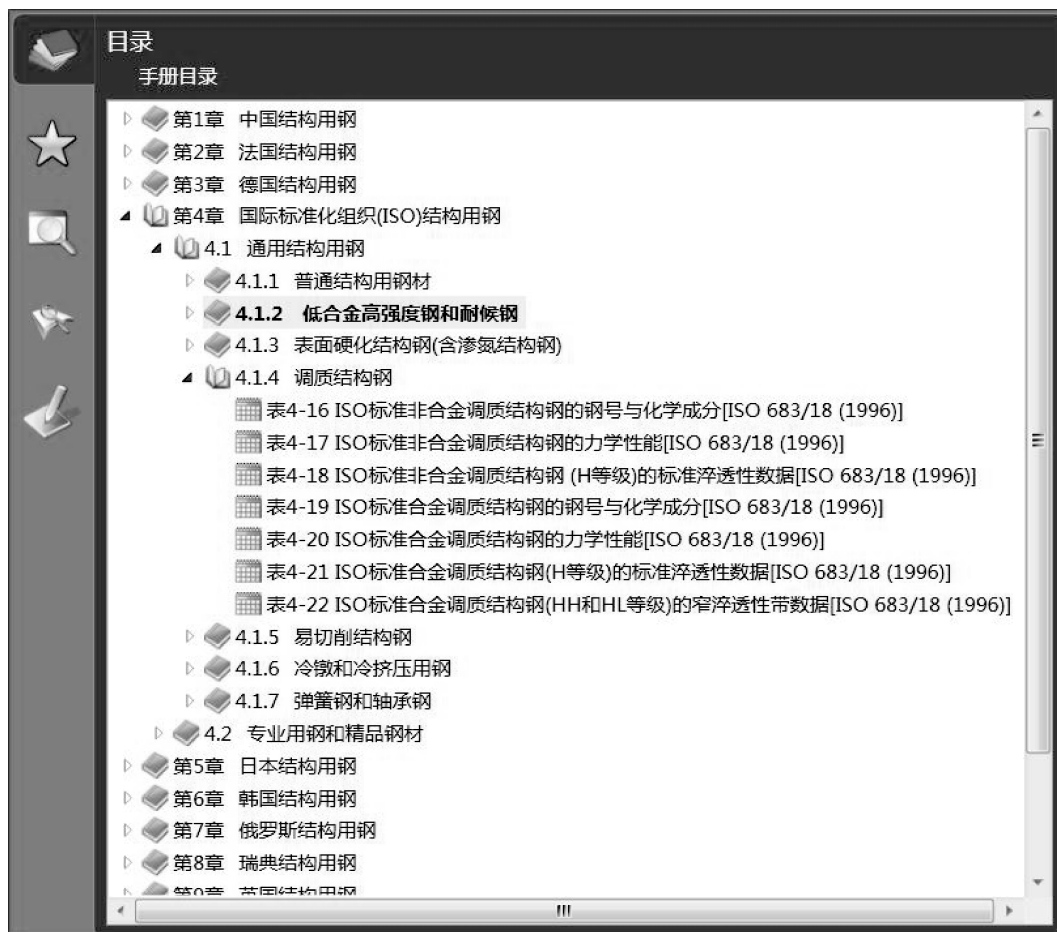 目录
手册目录
第1章 中国结构用钢
第2章 法国结构用钢
第3章 德国结构用钢
第4章 国际标准化组织(ISO)结构用钢
4.1 通用结构用钢
4.1.1 普通结构用钢材
4.1.2 低合金高强度钢和耐候钢
4.1.3 表面硬化结构钢(含渗氮结构钢)
4.1.4 调质结构钢
表4-16 ISO标准非合金调质结构钢的钢号与化学成分[ISO 683/18 (1996)]
表4-17 ISO标准非合金调质结构钢的力学性能[ISO 683/18 (1996)]
表4-18 ISO标准非合金调质结构钢 (H等级)的标准淬透性数据[ISO 683/18 (1996)]
表4-19 ISO标准合金调质结构钢的钢号与化学成分[ISO 683/18 (1996)]
表4-20 ISO标准合金调质结构钢的力学性能[ISO 683/18 (1996)]
表4-21 ISO标准合金调质结构钢(H等级)的标准淬透性数据[ISO 683/18 (1996)]
表4-22 ISO标准合金调质结构钢(HH和HL等级)的窄淬透性带数据[ISO 683/18 (1996)]
4.1.5 易切削结构钢
4.1.6 冷镦和冷挤压用钢
4.1.7 弹簧钢和轴承钢
4.2 专业用钢和精品钢材
第5章 日本结构用钢
第6章 韩国结构用钢
第7章 俄罗斯结构用钢
第8章 瑞典结构用钢
第9章 英国结构用钢